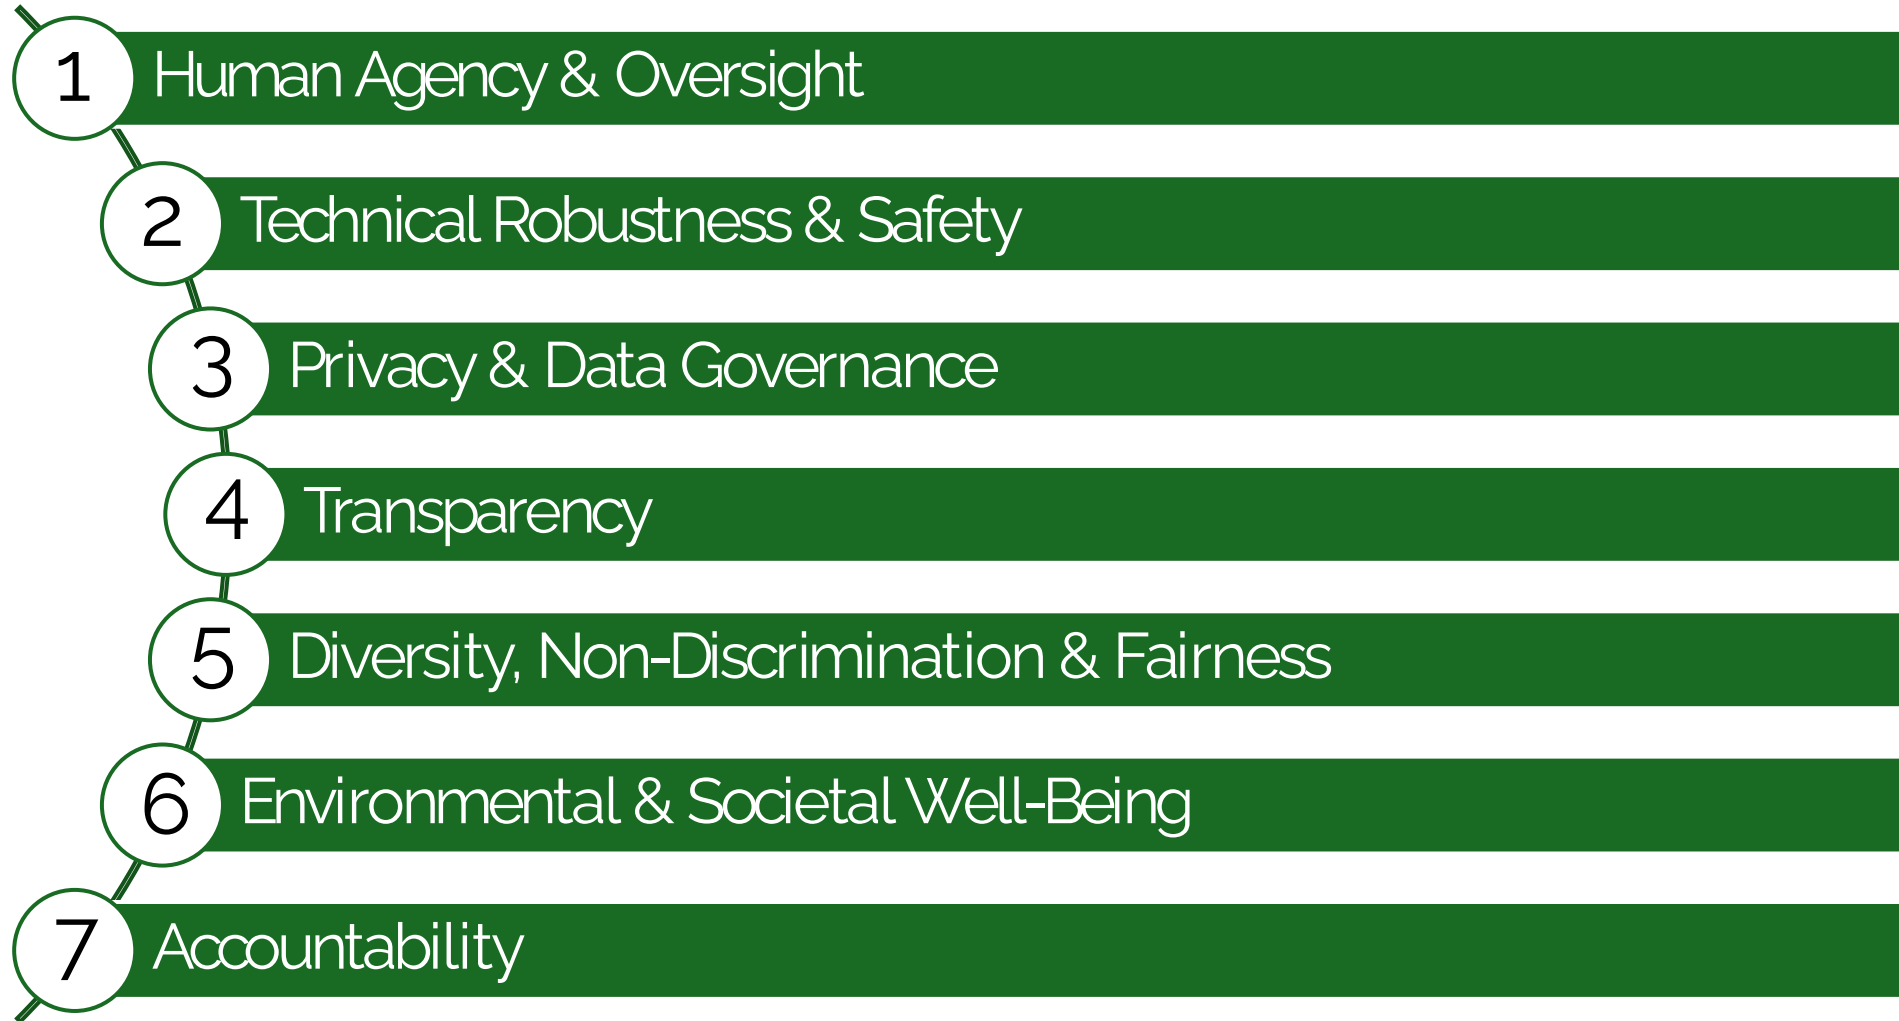 1 Human Agency & Oversight
2 Technical Robustness & Safety
3 Privacy & Data Governance
4 Transparency
5 Diversity, Non-Discrimination & Fairness
6 Environmental & Societal Well-Being
7 Accountability